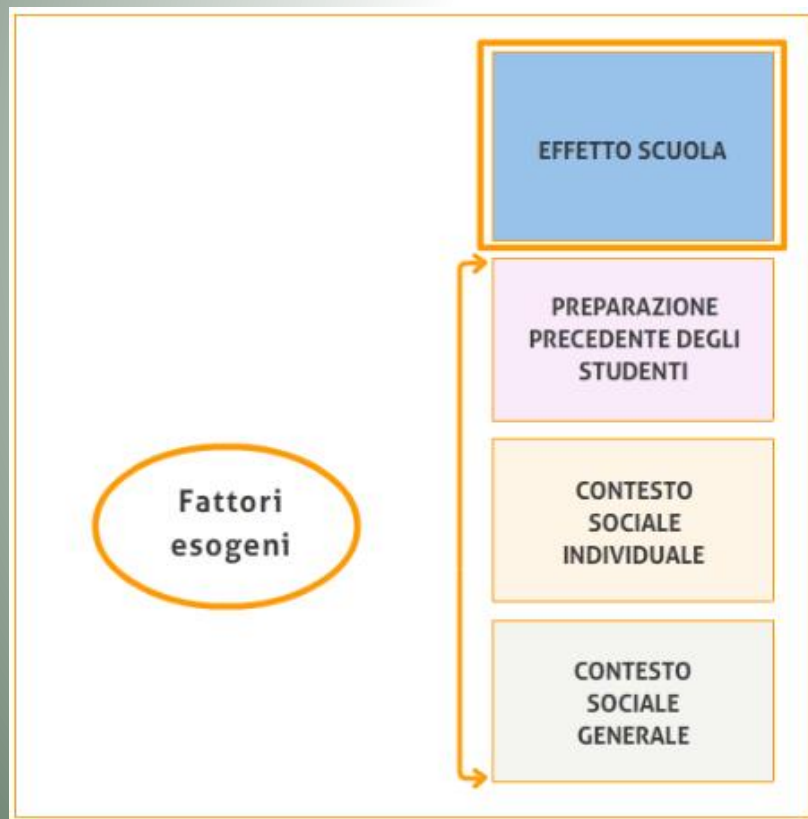 EFFETTO SCUOLA
PREPARAZIONE
PRECEDENTE DEGLI
STUDENTI
Fattori
esogeni
CONTESTO
SOCIALE
INDIVIDUALE
CONTESTO
SOCIALE
GENERALE